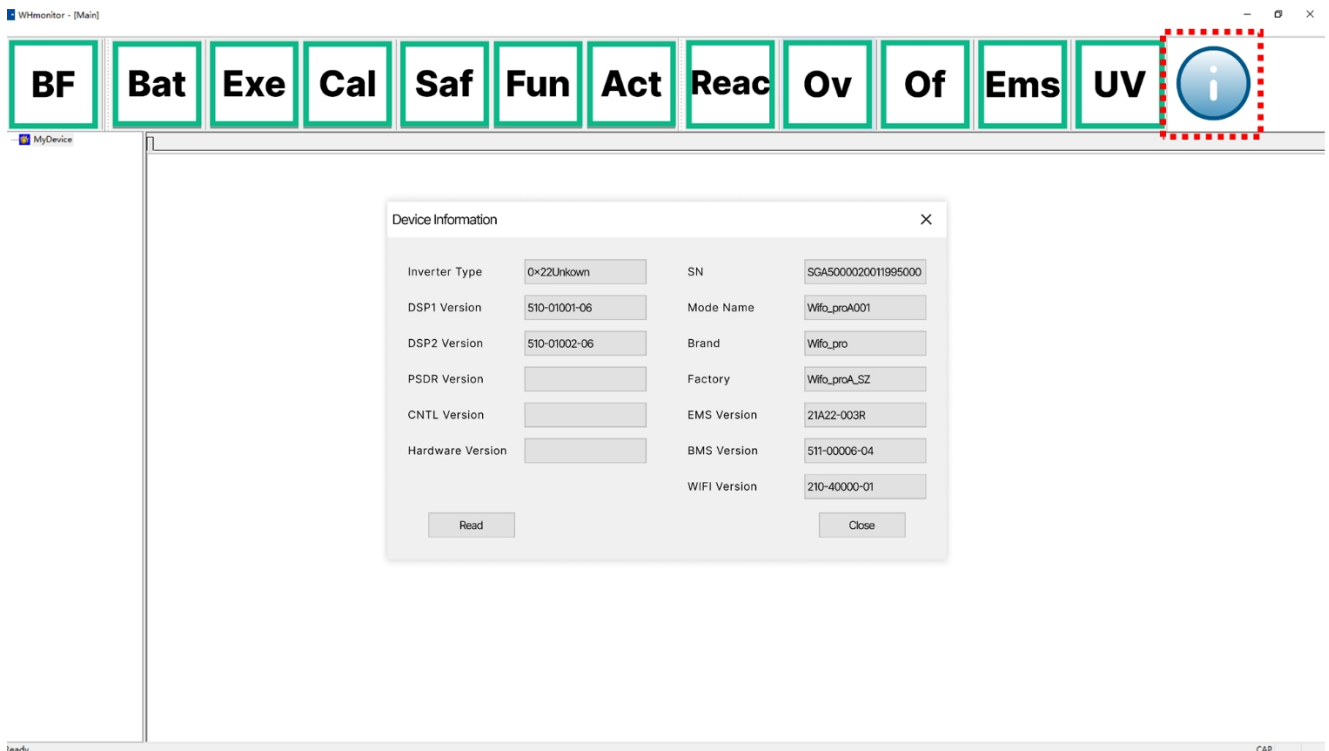 WHmonitor - [Main]
BF Bat Exe Cal Saf Fun Act Reac Ov Of Ems UV i
MyDevice
Device Information
Inverter Type 0×22Unkown SN SGA5000020011995000
DSP1 Version 510-01001-06 Mode Name Wifo_proA001
DSP2 Version 510-01002-06 Brand Wifo_pro
PSDR Version Factory Wifo_proA_SZ
CNTL Version EMS Version 21A22-003R
Hardware Version BMS Version 511-00006-04
WIFI Version 210-40000-01
Read Close
Ready CAP